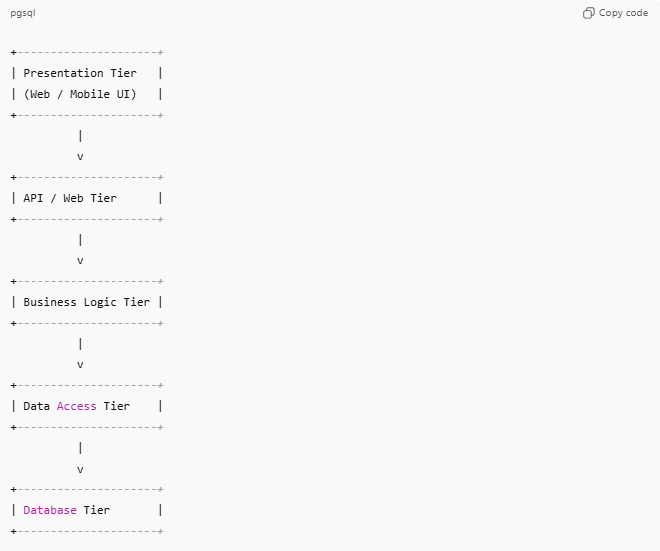 pgsql
Copy code
+---------------------+
| Presentation Tier   |
| (Web / Mobile UI)   |
+---------------------+
          |
          v
+---------------------+
| API / Web Tier      |
+---------------------+
          |
          v
+---------------------+
| Business Logic Tier |
+---------------------+
          |
          v
+---------------------+
| Data Access Tier    |
+---------------------+
          |
          v
+---------------------+
| Database Tier       |
+---------------------+